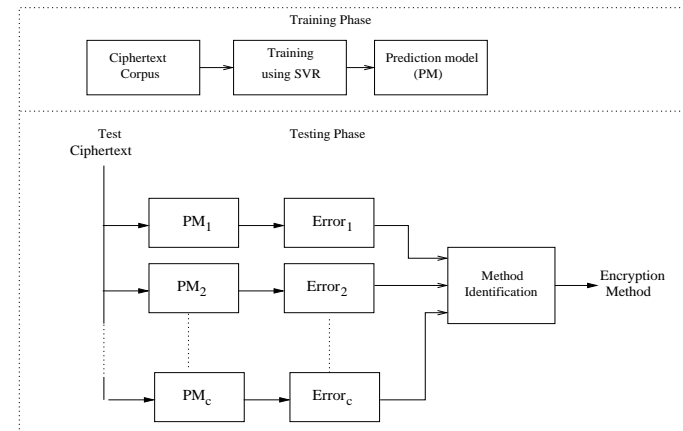 Training Phase
Ciphertext
Corpus
Training
using SVR
Prediction model
(PM)
Test
Ciphertext
Testing Phase
PM1
Error1
PM2
Error2
Method
Identification
Encryption
Method
PMc
Errorc